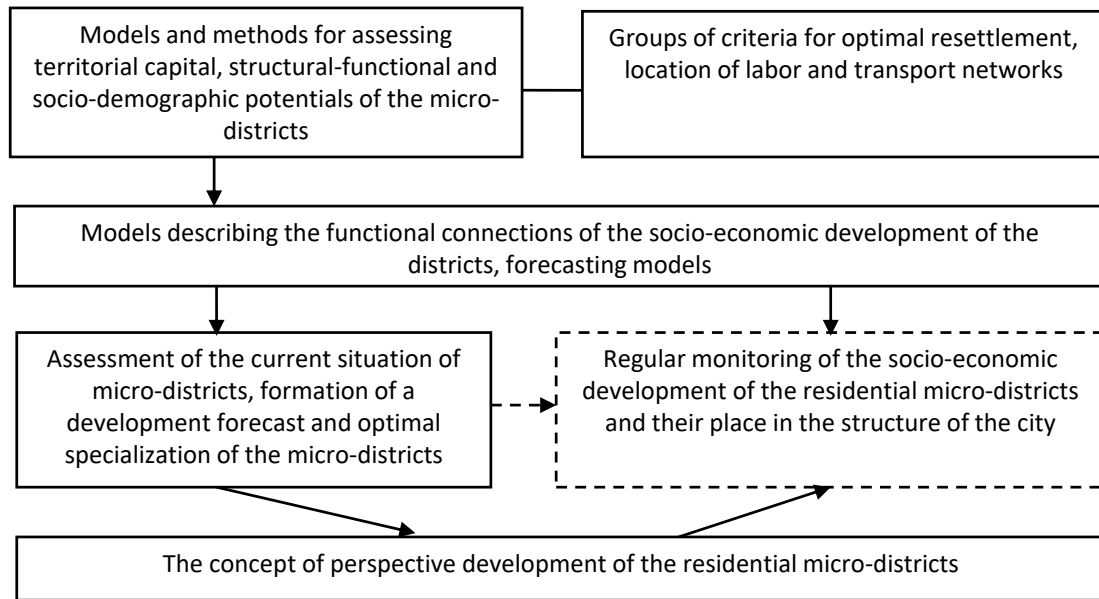 Models and methods for assessing
territorial capital, structural-functional and
socio-demographic potentials of the micro-
districts
Groups of criteria for optimal resettlement,
location of labor and transport networks
Models describing the functional connections of the socio-economic development of the
districts, forecasting models
Assessment of the current situation of
micro-districts, formation of a
development forecast and optimal
specialization of the micro-districts
Regular monitoring of the socio-economic
development of the residential micro-districts
and their place in the structure of the city
The concept of perspective development of the residential micro-districts